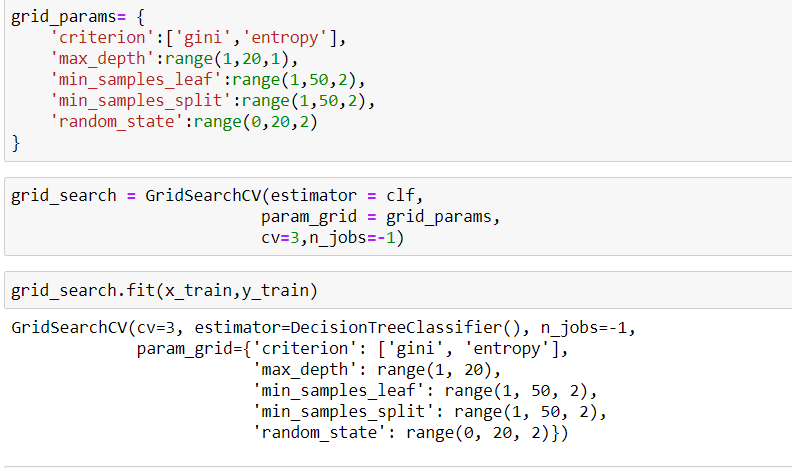 grid_params= {
    'criterion':['gini','entropy'],
    'max_depth':range(1,20,1),
    'min_samples_leaf':range(1,50,2),
    'min_samples_split':range(1,50,2),
    'random_state':range(0,20,2)
}
grid_search = GridSearchCV(estimator = clf,
                           param_grid = grid_params,
                           cv=3,n_jobs=-1)
grid_search.fit(x_train,y_train)
GridSearchCV(cv=3, estimator=DecisionTreeClassifier(), n_jobs=-1,
             param_grid={'criterion': ['gini', 'entropy'],
                         'max_depth': range(1, 20),
                         'min_samples_leaf': range(1, 50, 2),
                         'min_samples_split': range(1, 50, 2),
                         'random_state': range(0, 20, 2)})